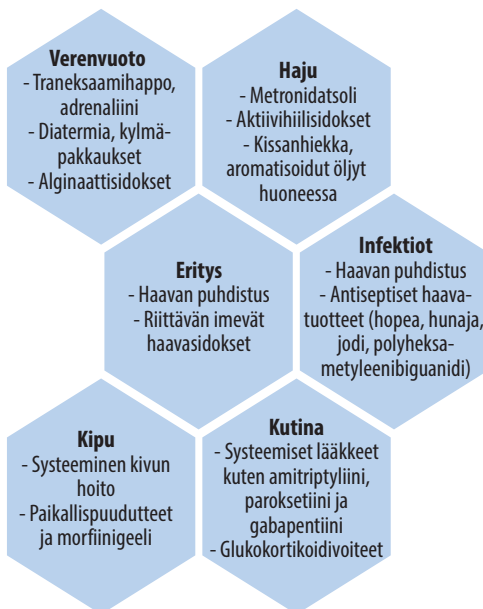 Verenvuoto
- Traneksaamihappo,
adrenaliini
- Diatermia, kylmä-
pakkaukset
- Alginaattisidokset
Haju
- Metronidatsoli
- Aktiivihiilisidokset
- Kissanhiekka,
aromatisoidut öljyt
huoneessa
Eritys
- Haavan puhdistus
- Riittävän imevät
haavasidokset
Infektiot
- Haavan puhdistus
- Antiseptiset haava-
tuotteet (hopea, hunaja,
jodi, polyheksa-
metyleenibiguanidi)
Kipu
- Systeeminen kivun
hoito
- Paikallispuudutteet
ja morfiinigeeli
Kutina
- Systeemiset lääkkeet
kuten amitriptyliini,
paroksetiini ja
gabapentiini
- Glukokortikoidivoiteet